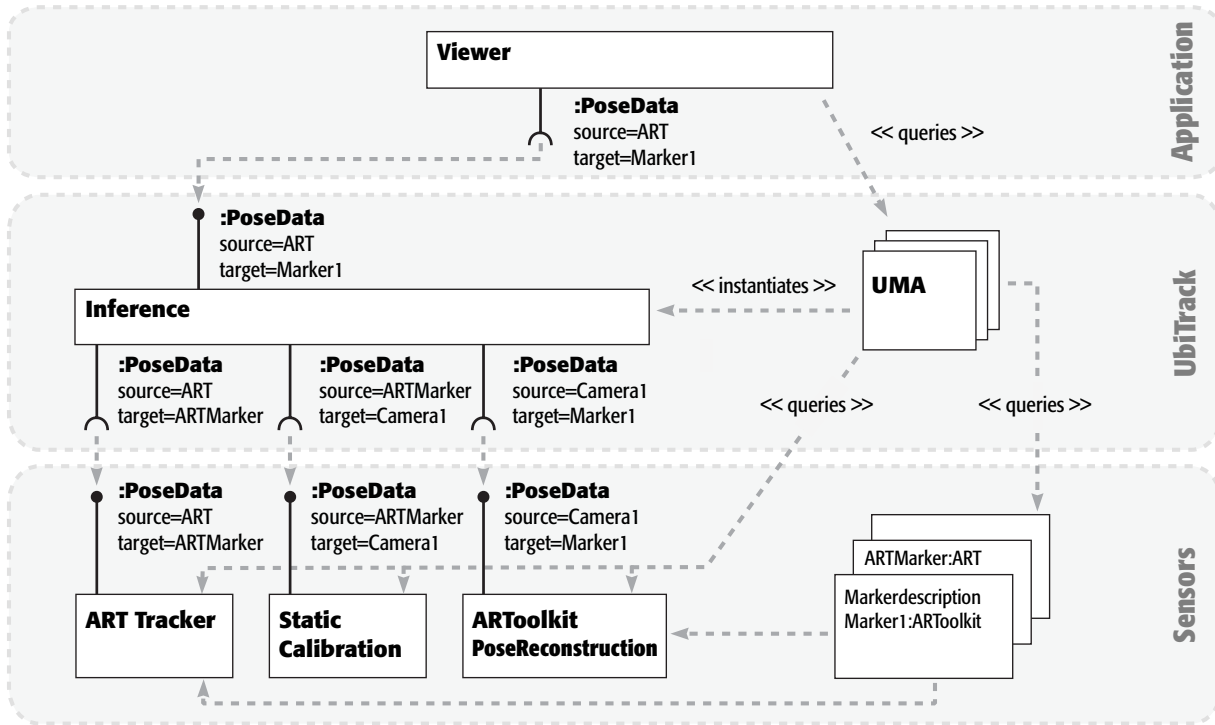 Viewer
:PoseData
source=ART
target=Marker1
<< queries >>
Application
:PoseData
source=ART
target=Marker1
<< instantiates >>
UMA
Inference
:PoseData
source=ART
target=ARTMarker
:PoseData
source=ARTMarker
target=Camera1
:PoseData
source=Camera1
target=Marker1
<< queries >>
<< queries >>
UbiTrack
:PoseData
source=ART
target=ARTMarker
:PoseData
source=ARTMarker
target=Camera1
:PoseData
source=Camera1
target=Marker1
ARTMarker:ART
Markerdescription
Marker1:ARToolkit
ART Tracker
Static
Calibration
ARToolkit
PoseReconstruction
Sensors